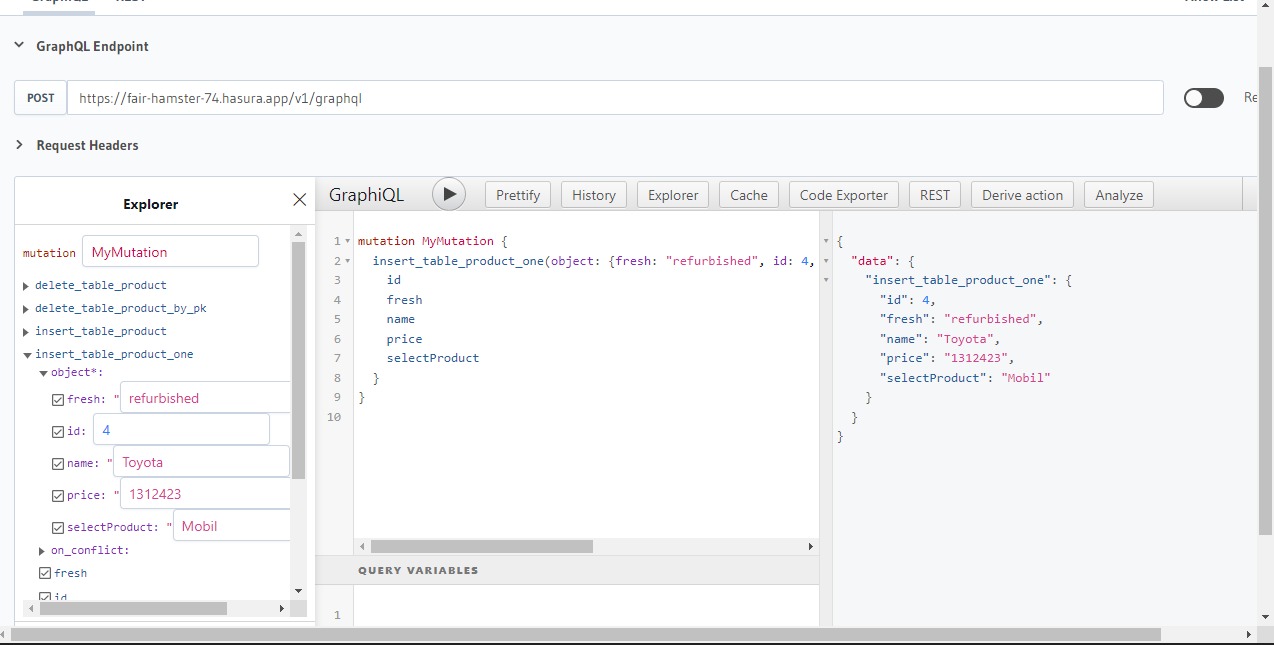 GraphQL REST
GraphQL Endpoint
POST https://fair-hamster-74.hasura.app/v1/graphql
Request Headers
Explorer
GraphiQL Prettify History Explorer Cache Code Exporter REST Derive action Analyze
mutation MyMutation
delete_table_product
delete_table_product_by_pk
insert_table_product
insert_table_product_one
object*:
fresh: "refurbished
id: 4
name: "Toyota
price: "1312423
selectProduct: "Mobil
on_conflict:
fresh
id
1 mutation MyMutation {
2 insert_table_product_one(object: {fresh: "refurbished", id: 4,
3 id
4 fresh
5 name
6 price
7 selectProduct
8 }
9 }
10
QUERY VARIABLES
1
{
"data": {
"insert_table_product_one": {
"id": 4,
"fresh": "refurbished",
"name": "Toyota",
"price": "1312423",
"selectProduct": "Mobil"
}
}
}